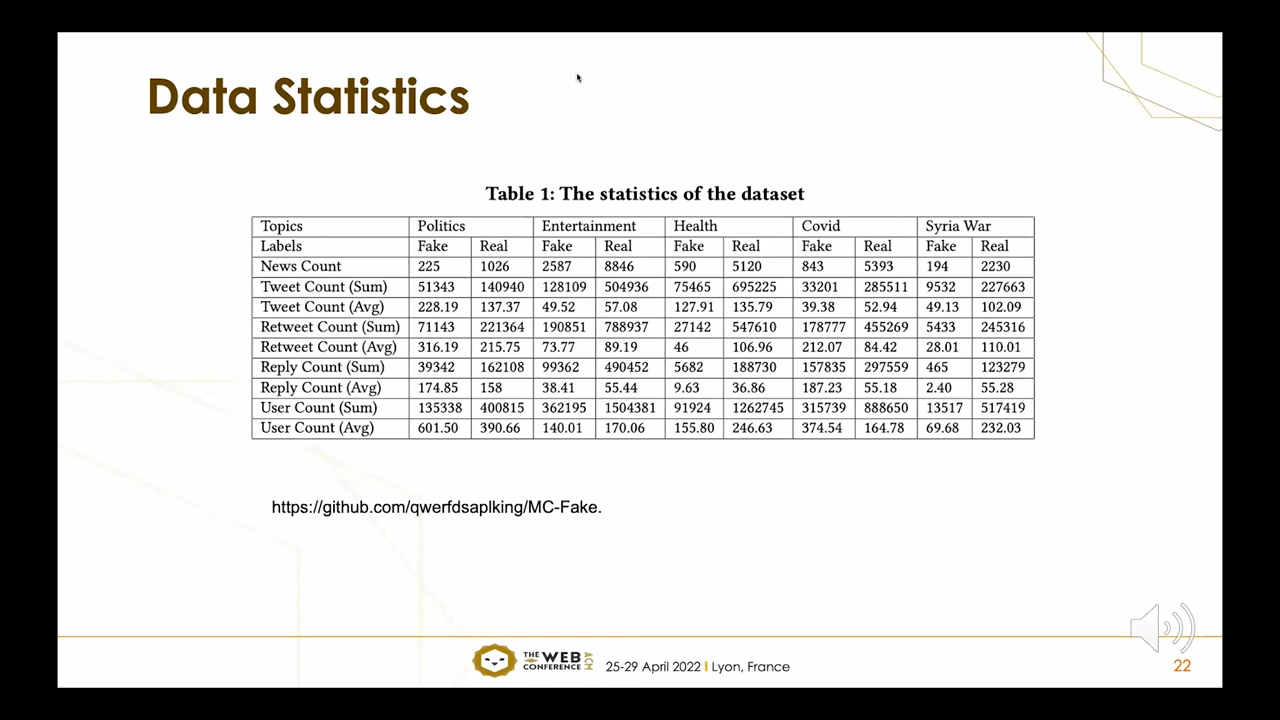 Data Statistics
Table 1: The statistics of the dataset
Topics Politics Entertainment Health Covid Syria War
Labels Fake Real Fake Real Fake Real Fake Real Fake Real
News Count 225 1026 2587 8846 590 5120 843 5393 194 2230
Tweet Count (Sum) 51343 140940 128109 504936 75465 695225 33201 285511 9532 227663
Tweet Count (Avg) 228.19 137.37 49.52 57.08 127.91 135.79 39.38 52.94 49.13 102.09
Retweet Count (Sum) 71143 221364 190851 788937 27142 547610 178777 455269 5433 245316
Retweet Count (Avg) 316.19 215.75 73.77 89.19 46 106.96 212.07 84.42 28.01 110.01
Reply Count (Sum) 39342 162108 99362 490452 5682 188730 157835 297559 465 123279
Reply Count (Avg) 174.85 158 38.41 55.44 9.63 36.86 187.23 55.18 2.40 55.28
User Count (Sum) 135338 400815 362195 1504381 91924 1262745 315739 888650 13517 517419
User Count (Avg) 601.50 390.66 140.01 170.06 155.80 246.63 374.54 164.78 69.68 232.03
https://github.com/qwerfdsaplking/MC-Fake.
THE WEB CONFERENCE ACM
25-29 April 2022 | Lyon, France
22